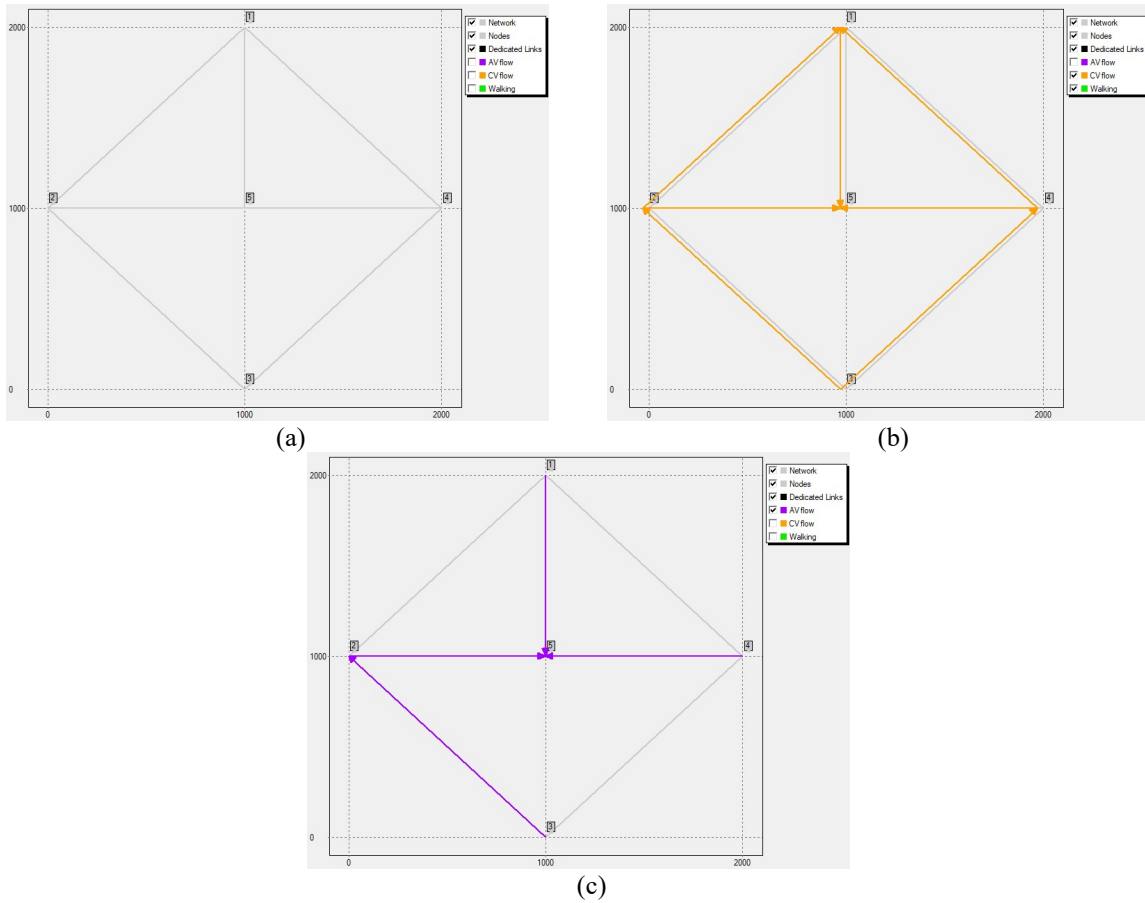 2000
1000
0
0
1000
2000
[1]
[2]
[3]
[4]
[5]
Network
Nodes
Dedicated Links
AV flow
CV flow
Walking
(a)
2000
1000
0
0
1000
2000
[1]
[2]
[3]
[4]
[5]
Network
Nodes
Dedicated Links
AV flow
CV flow
Walking
(b)
2000
1000
0
0
1000
2000
[1]
[2]
[3]
[4]
[5]
Network
Nodes
Dedicated Links
AV flow
CV flow
Walking
(c)